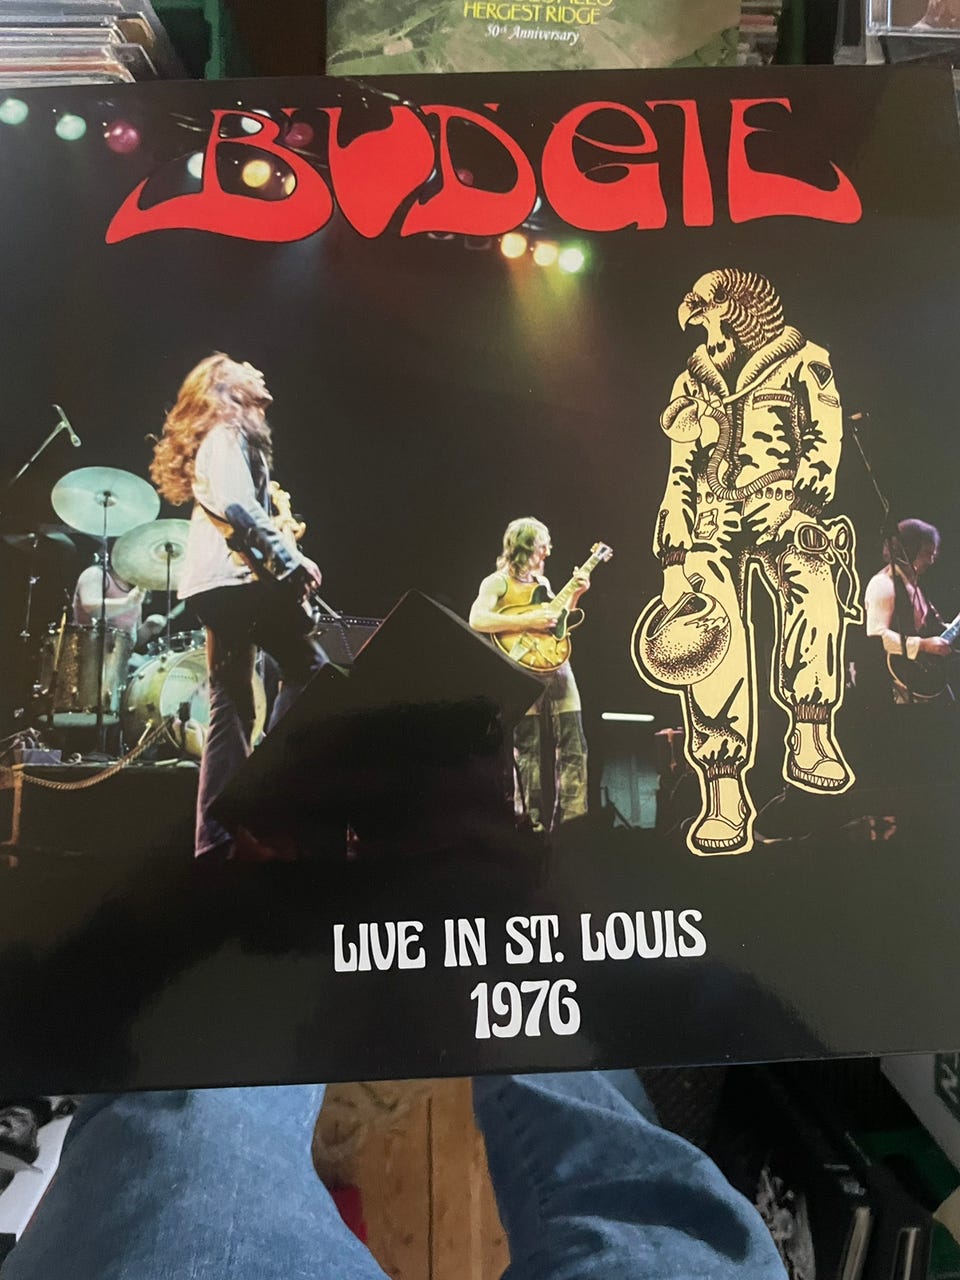 HERGEST RIDGE
50th Anniversary
BUDGIE
LIVE IN ST. LOUIS
1976